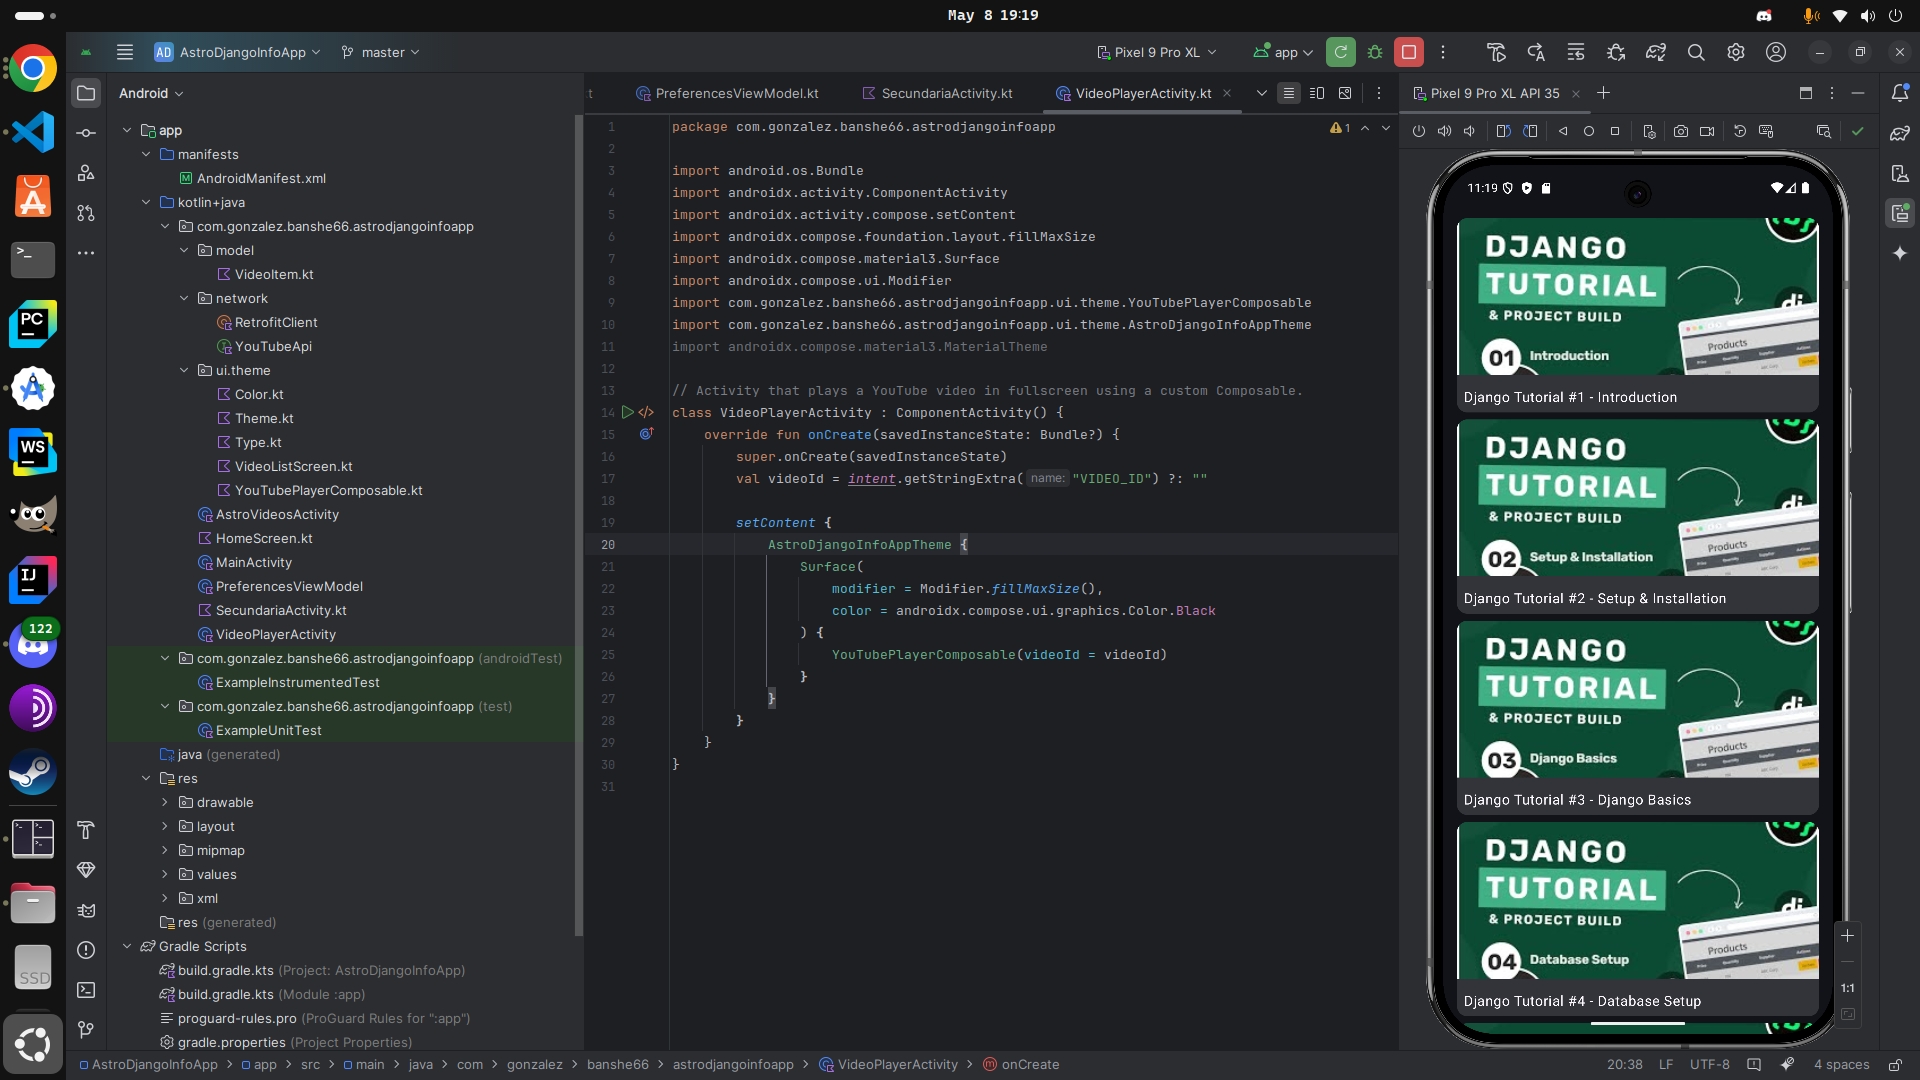 May 8 19:19
AD AstroDjangoInfoApp
master
Pixel 9 Pro XL
app
Android
PreferencesViewModel.kt
SecundariaActivity.kt
VideoPlayerActivity.kt
Pixel 9 Pro XL API 35
app
manifests
AndroidManifest.xml
kotlin+java
com.gonzalez.banshe66.astrodjangoinfoapp
model
VideoItem.kt
network
RetrofitClient
YouTubeApi
ui.theme
Color.kt
Theme.kt
Type.kt
VideoListScreen.kt
YouTubePlayerComposable.kt
AstroVideosActivity
HomeScreen.kt
MainActivity
PreferencesViewModel
SecundariaActivity.kt
VideoPlayerActivity
com.gonzalez.banshe66.astrodjangoinfoapp (androidTest)
ExampleInstrumentedTest
com.gonzalez.banshe66.astrodjangoinfoapp (test)
ExampleUnitTest
java (generated)
res
drawable
layout
mipmap
values
xml
res (generated)
Gradle Scripts
build.gradle.kts (Project: AstroDjangoInfoApp)
build.gradle.kts (Module :app)
proguard-rules.pro (ProGuard Rules for ":app")
gradle.properties (Project Properties)
PC
WS
IJ
122
SSD
1 package com.gonzalez.banshe66.astrodjangoinfoapp
2
3 import android.os.Bundle
4 import androidx.activity.ComponentActivity
5 import androidx.activity.compose.setContent
6 import androidx.compose.foundation.layout.fillMaxSize
7 import androidx.compose.material3.Surface
8 import androidx.compose.ui.Modifier
9 import com.gonzalez.banshe66.astrodjangoinfoapp.ui.theme.YouTubePlayerComposable
10 import com.gonzalez.banshe66.astrodjangoinfoapp.ui.theme.AstroDjangoInfoAppTheme
11 import androidx.compose.material3.MaterialTheme
12
13 // Activity that plays a YouTube video in fullscreen using a custom Composable.
14 class VideoPlayerActivity : ComponentActivity() {
15 override fun onCreate(savedInstanceState: Bundle?) {
16 super.onCreate(savedInstanceState)
17 val videoId = intent.getStringExtra( name: "VIDEO_ID") ?: ""
18
19 setContent {
20 AstroDjangoInfoAppTheme {
21 Surface(
22 modifier = Modifier.fillMaxSize(),
23 color = androidx.compose.ui.graphics.Color.Black
24 ) {
25 YouTubePlayerComposable(videoId = videoId)
26 }
27 }
28 }
29 }
30 }
31
1
11:19
DJANGO
TUTORIAL
& PROJECT BUILD
01 Introduction
Products
dj
Django Tutorial #1 - Introduction
DJANGO
TUTORIAL
& PROJECT BUILD
02 Setup & Installation
Products
dj
Django Tutorial #2 - Setup & Installation
DJANGO
TUTORIAL
& PROJECT BUILD
03 Django Basics
Products
dj
Django Tutorial #3 - Django Basics
DJANGO
TUTORIAL
& PROJECT BUILD
04 Database Setup
Products
dj
Django Tutorial #4 - Database Setup
1:1
AstroDjangoInfoApp > app > src > main > java > com > gonzalez > banshe66 > astrodjangoinfoapp > VideoPlayerActivity > onCreate
20:38 LF UTF-8 4 spaces